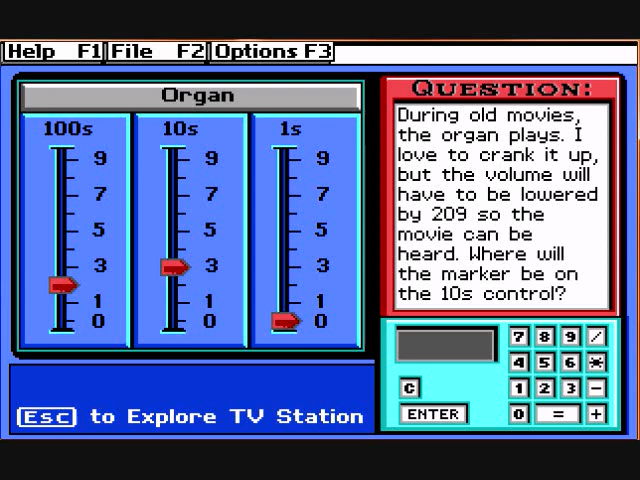 Help F1 File F2 Options F3
Organ
100s 10s 1s
9 9 9
7 7 7
5 5 5
3 3 3
1 1 1
0 0 0
QUESTION:
During old movies,
the organ plays. I
love to crank it up,
but the volume will
have to be lowered
by 209 so the
movie can be
heard. Where will
the marker be on
the 10s control?
7 8 9 /
4 5 6 *
C 1 2 3 -
ENTER 0 = +
Esc to Explore TV Station